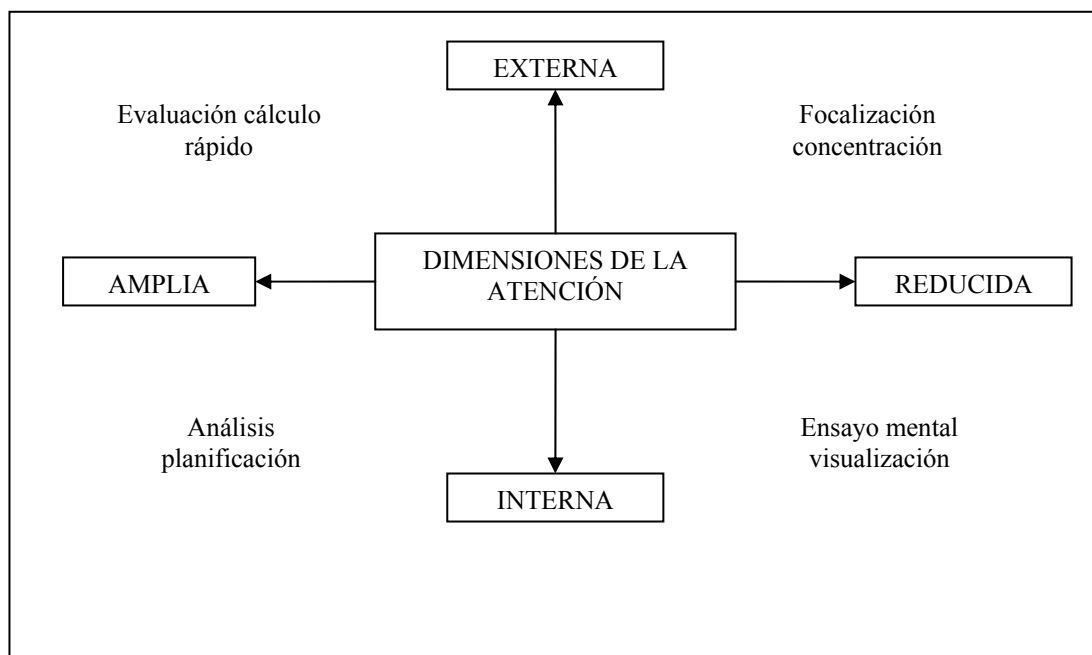 EXTERNA
Evaluación cálculo
rápido
Focalización
concentración
DIMENSIONES DE LA
ATENCIÓN
AMPLIA
REDUCIDA
Análisis
planificación
Ensayo mental
visualización
INTERNA